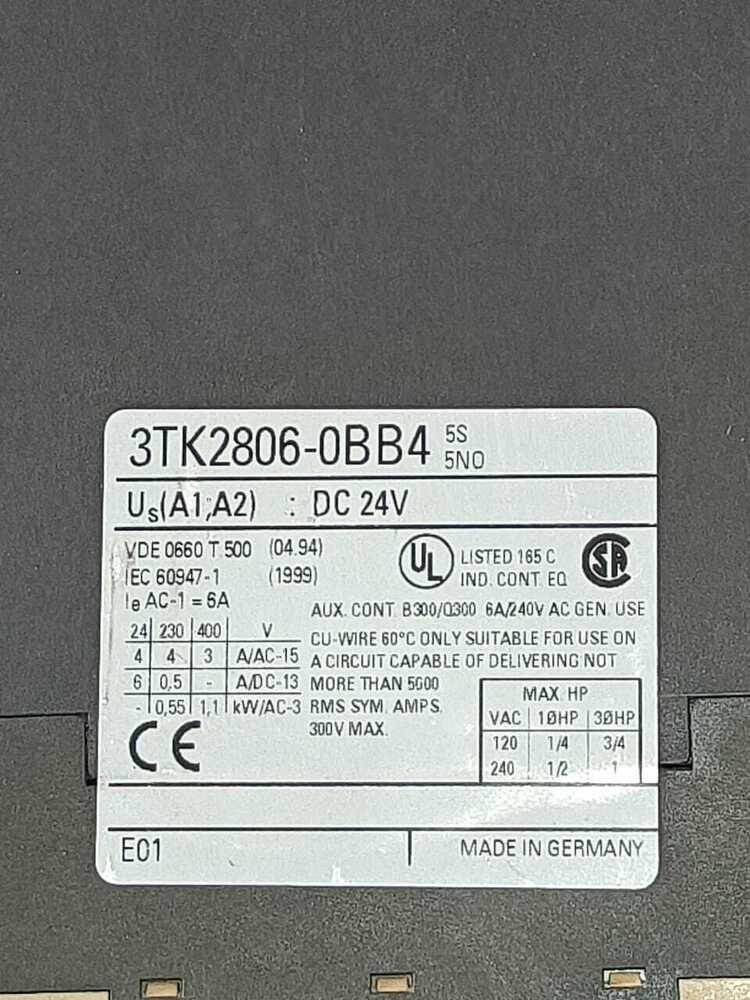 3TK2806-0BB4 5S
5NO
Us(A1,A2) : DC 24V
VDE 0660 T.500 (04.94)
IEC 60947-1 (1999)
Ie AC-1 = 6A
UL LISTED 165 C
IND. CONT. EQ.
SA
AUX. CONT. B300/Q300 6A/240V AC GEN. USE
CU-WIRE 60°C ONLY SUITABLE FOR USE ON
A CIRCUIT CAPABLE OF DELIVERING NOT
MORE THAN 5000
RMS SYM. AMPS.
300V MAX.
24 230 400 V
4 4 3 A/AC-15
6 0,5 - A/DC-13
- 0,55 1,1 kW/AC-3
CE
MAX. HP
VAC 1ØHP 3ØHP
120 1/4 3/4
240 1/2 1
E01
MADE IN GERMANY